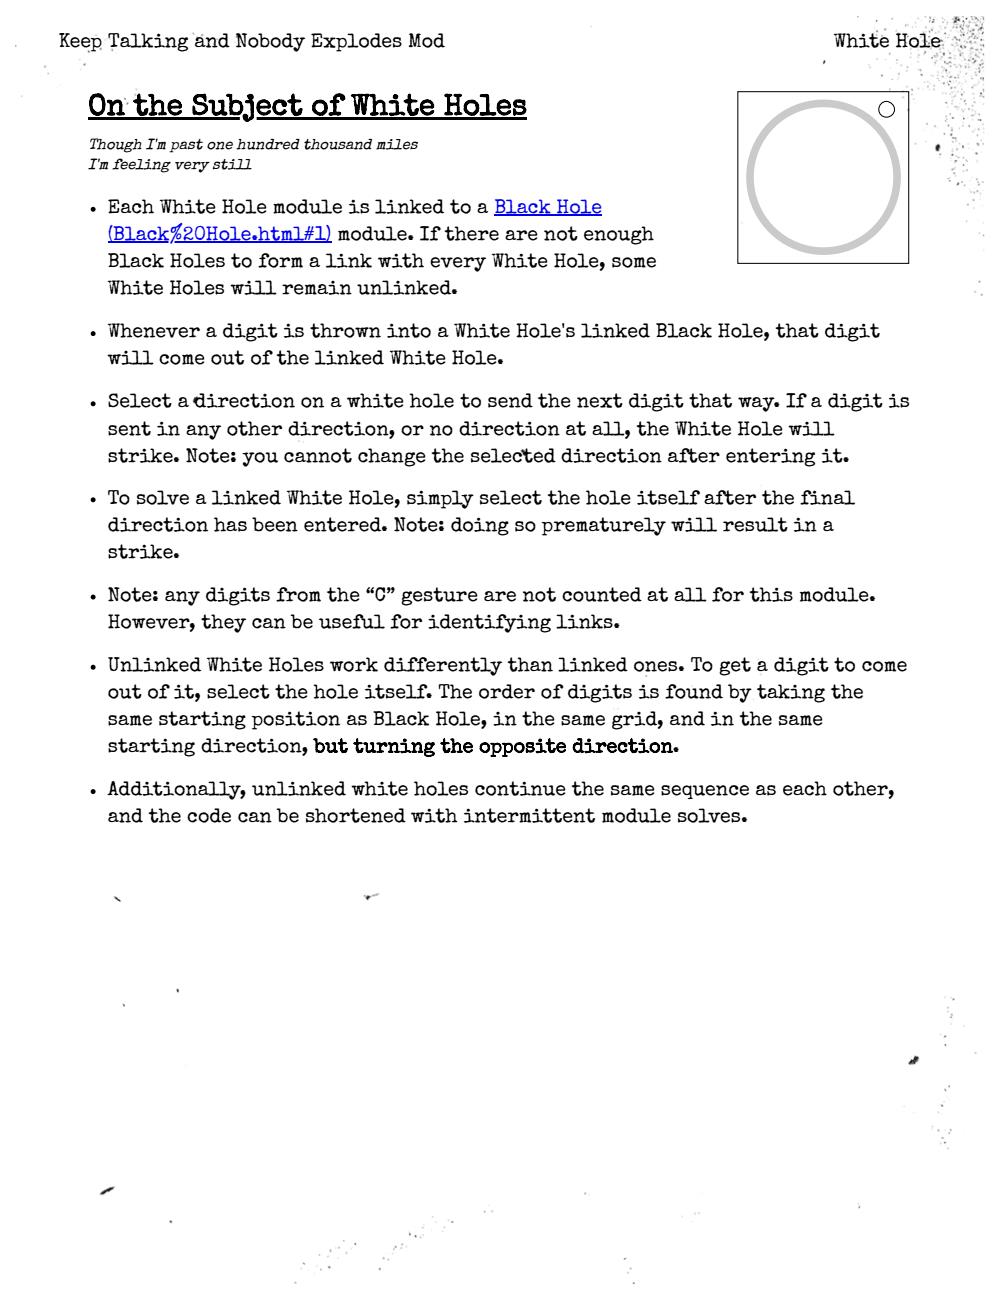 Keep Talking and Nobody Explodes Mod
White Hole
On the Subject of White Holes
Though I'm past one hundred thousand miles
I'm feeling very still
• Each White Hole module is linked to a Black Hole
(Black%20Hole.html#1) module. If there are not enough
Black Holes to form a link with every White Hole, some
White Holes will remain unlinked.
• Whenever a digit is thrown into a White Hole's linked Black Hole, that digit
will come out of the linked White Hole.
• Select a direction on a white hole to send the next digit that way. If a digit is
sent in any other direction, or no direction at all, the White Hole will
strike. Note: you cannot change the selected direction after entering it.
• To solve a linked White Hole, simply select the hole itself after the final
direction has been entered. Note: doing so prematurely will result in a
strike.
• Note: any digits from the “C” gesture are not counted at all for this module.
However, they can be useful for identifying links.
• Unlinked White Holes work differently than linked ones. To get a digit to come
out of it, select the hole itself. The order of digits is found by taking the
same starting position as Black Hole, in the same grid, and in the same
starting direction, but turning the opposite direction.
• Additionally, unlinked white holes continue the same sequence as each other,
and the code can be shortened with intermittent module solves.